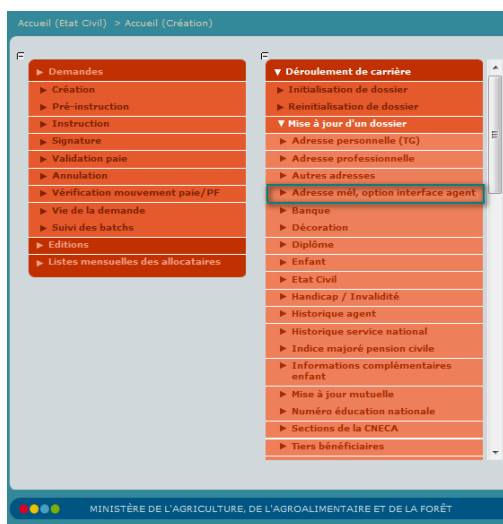 Accueil (Etat Civil) > Accueil (Création)
▶ Demandes
▶ Création
▶ Pré-instruction
▶ Instruction
▶ Signature
▶ Validation paie
▶ Annulation
▶ Vérification mouvement paie/PF
▶ Vie de la demande
▶ Suivi des batchs
▶ Editions
▶ Listes mensuelles des allocataires
▼ Déroulement de carrière
▶ Initialisation de dossier
▶ Reinitialisation de dossier
▼ Mise à jour d'un dossier
▶ Adresse personnelle (TG)
▶ Adresse professionnelle
▶ Autres adresses
▶ Adresse mél, option interface agent
▶ Banque
▶ Décoration
▶ Diplôme
▶ Enfant
▶ Etat Civil
▶ Handicap / Invalidité
▶ Historique agent
▶ Historique service national
▶ Indice majoré pension civile
▶ Informations complémentaires
enfant
▶ Mise à jour mutuelle
▶ Numéro éducation nationale
▶ Sections de la CNECA
▶ Tiers bénéficiaires
MINISTÈRE DE L'AGRICULTURE, DE L'AGROALIMENTAIRE ET DE LA FORÊT